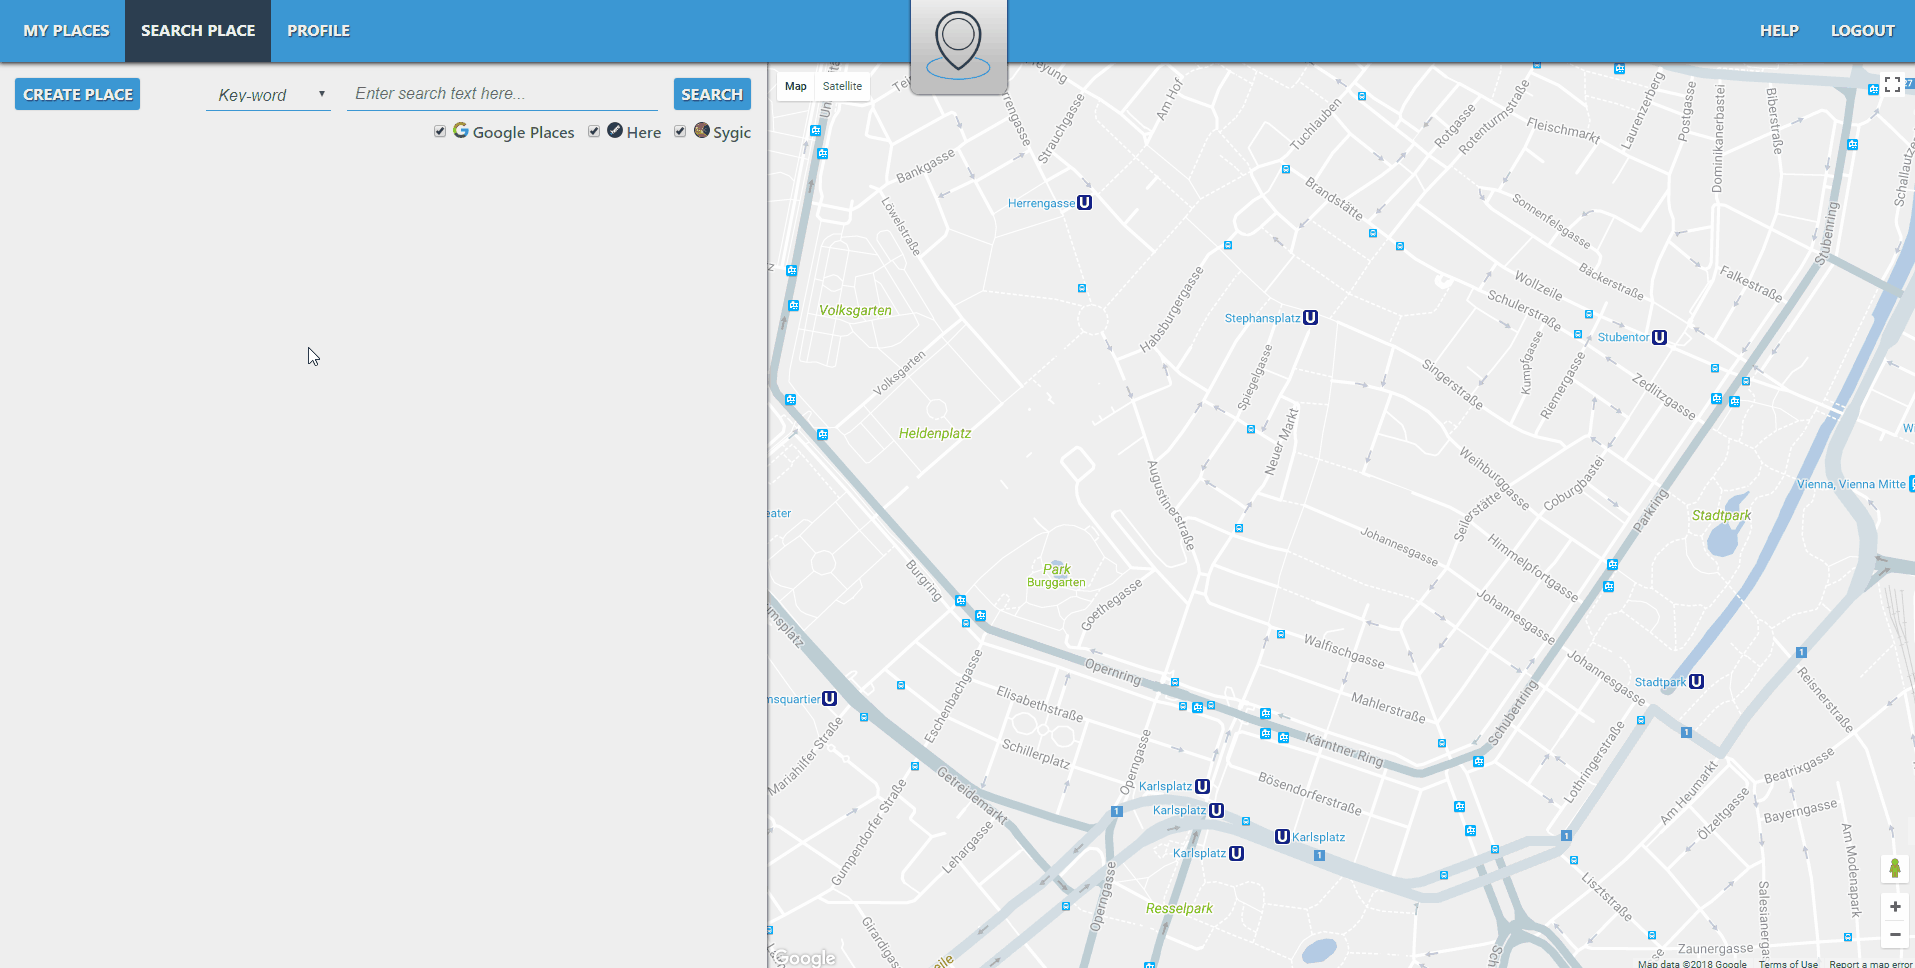 MY PLACES
SEARCH PLACE
PROFILE
HELP
LOGOUT
CREATE PLACE
Key-word
Enter search text here...
SEARCH
Google Places
Here
Sygic
Map
Satellite
Strauchgasse
Am Hof
Tuchlauben
Rotgasse
Rotenturmstraße
Fleischmarkt
Laurenzerberg
Postgasse
Dominikanerbastei
Biberstraße
Bankgasse
Löwelstraße
Herrengasse
Brandstätte
Sonnenfelsgasse
Stubenring
Volksgarten
Habsburgergasse
Stephansplatz
Wollzeile
Bäckerstraße
Schulerstraße
Falkestraße
Stubentor
Volksgarten
Spiegelgasse
Singerstraße
Kumpfgasse
Riemergasse
Zedlitzgasse
Heldenplatz
Neuer Markt
Augustinerstraße
Weihburggasse
Coburgbastei
Vienna, Vienna Mitte
Seilerstätte
Parkring
Stadtpark
Burgring
Park
Burggarten
Goethegasse
Johannesgasse
Himmelpfortgasse
Johannesgasse
Walfischgasse
Johannesgasse
Opernring
Eschenbachgasse
Elisabethstraße
Mahlerstraße
Schubertring
Stadtpark
Reisnerstraße
Mariahilfer Straße
Schillerplatz
Operngasse
Kärntner Ring
Lothringerstraße
Beatrixgasse
Getreidemarkt
Karlsplatz
Karlsplatz
Karlsplatz
Karlsplatz
Bösendorferstraße
Am Heumarkt
Ölzeltgasse
Bayerngasse
Gumpendorfer Straße
Lehargasse
Operngasse
Am Modenapark
Resselpark
Lisztstraße
Zaunergasse
Google
Map data ©2018 Google
Terms of Use
Report a map error